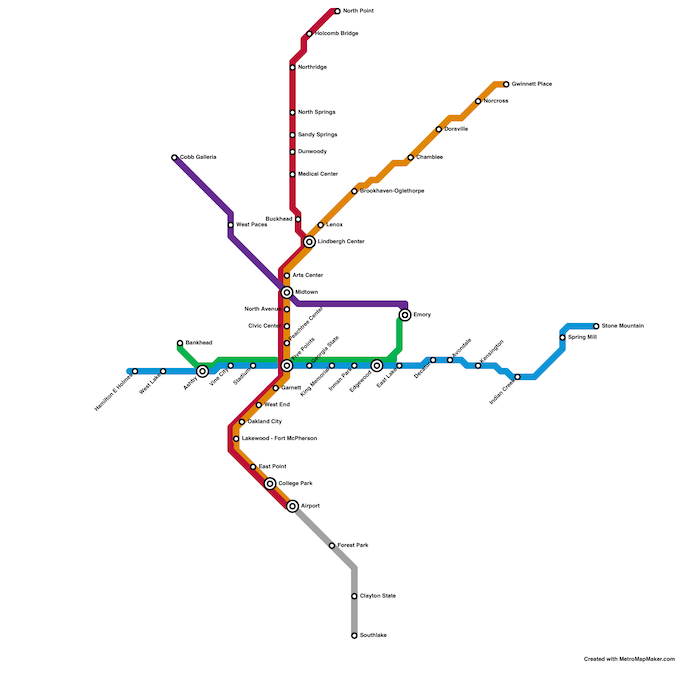 North Point
Holcomb Bridge
Northridge
Gwinnett Place
Norcross
North Springs
Doraville
Sandy Springs
Dunwoody
Cobb Galleria
Chamblee
Medical Center
Brookhaven-Oglethorpe
Buckhead
West Paces
Lenox
Lindbergh Center
Arts Center
Midtown
North Avenue
Emory
Civic Center
Peachtree Center
Stone Mountain
Spring Mill
Bankhead
Five Points
Georgia State
Hamilton E Holmes
West Lake
Ashby
Vine City
Stadium
King Memorial
Inman Park
Edgewood
East Lake
Decatur
Avondale
Kensington
Indian Creek
Garnett
West End
Oakland City
Lakewood - Fort McPherson
East Point
College Park
Airport
Forest Park
Clayton State
Southlake
Created with MetroMapMaker.com